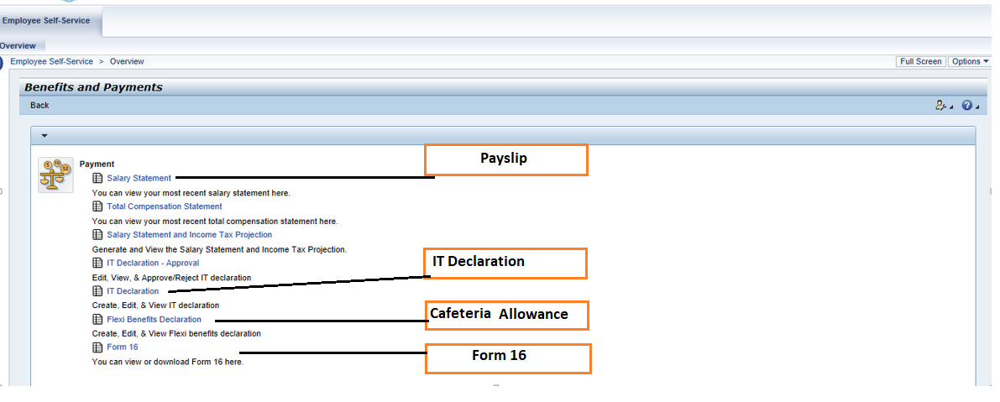 Employee Self-Service
Overview
Employee Self-Service > Overview
Full Screen Options
Benefits and Payments
Back
Payment
Salary Statement
Payslip
You can view your most recent salary statement here.
Total Compensation Statement
You can view your most recent total compensation statement here.
Salary Statement and Income Tax Projection
Generate and View the Salary Statement and Income Tax Projection.
IT Declaration - Approval
IT Declaration
Edit, View, & Approve/Reject IT declaration
IT Declaration
Create, Edit, & View IT declaration
Flexi Benefits Declaration
Cafeteria Allowance
Create, Edit, & View Flexi benefits declaration
Form 16
Form 16
You can view or download Form 16 here.